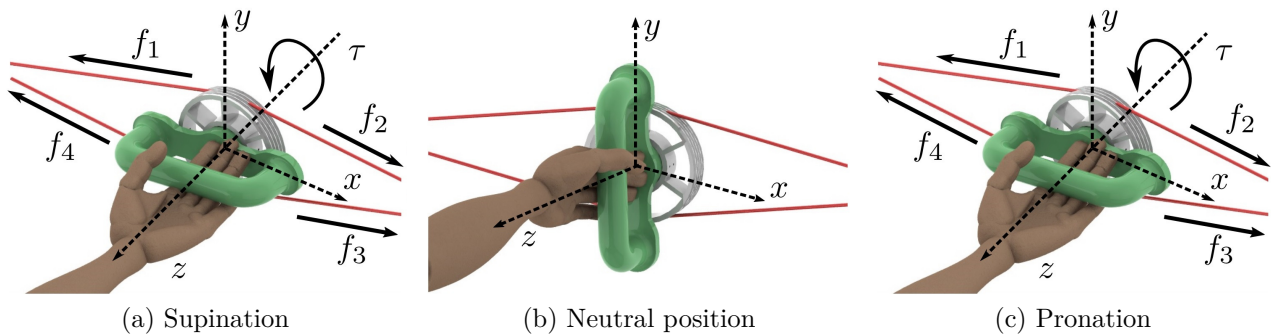 y
τ
f1
f2
f4
x
f3
z
(a) Supination
y
x
z
(b) Neutral position
y
τ
f1
f2
f4
x
f3
z
(c) Pronation